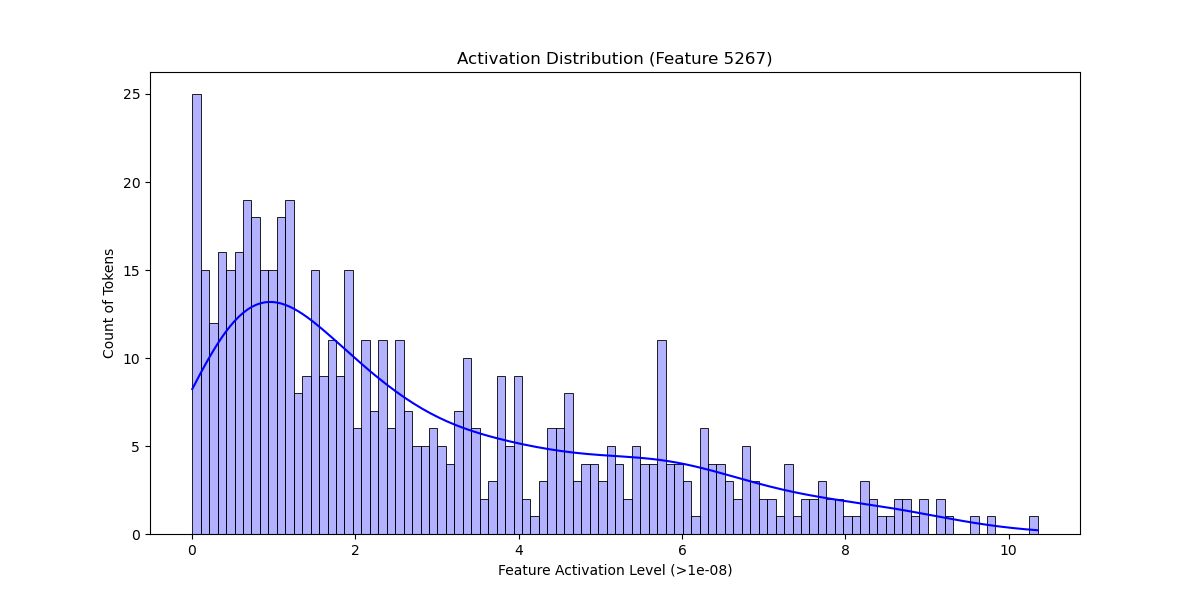 Activation Distribution (Feature 5267)
25
20
15
10
5
0
Count of Tokens
0 2 4 6 8 10
Feature Activation Level (>1e-08)